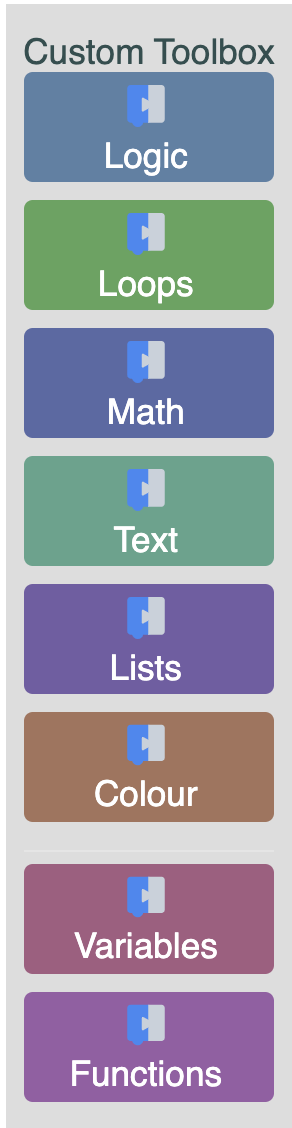 Custom Toolbox
Logic
Loops
Math
Text
Lists
Colour
Variables
Functions